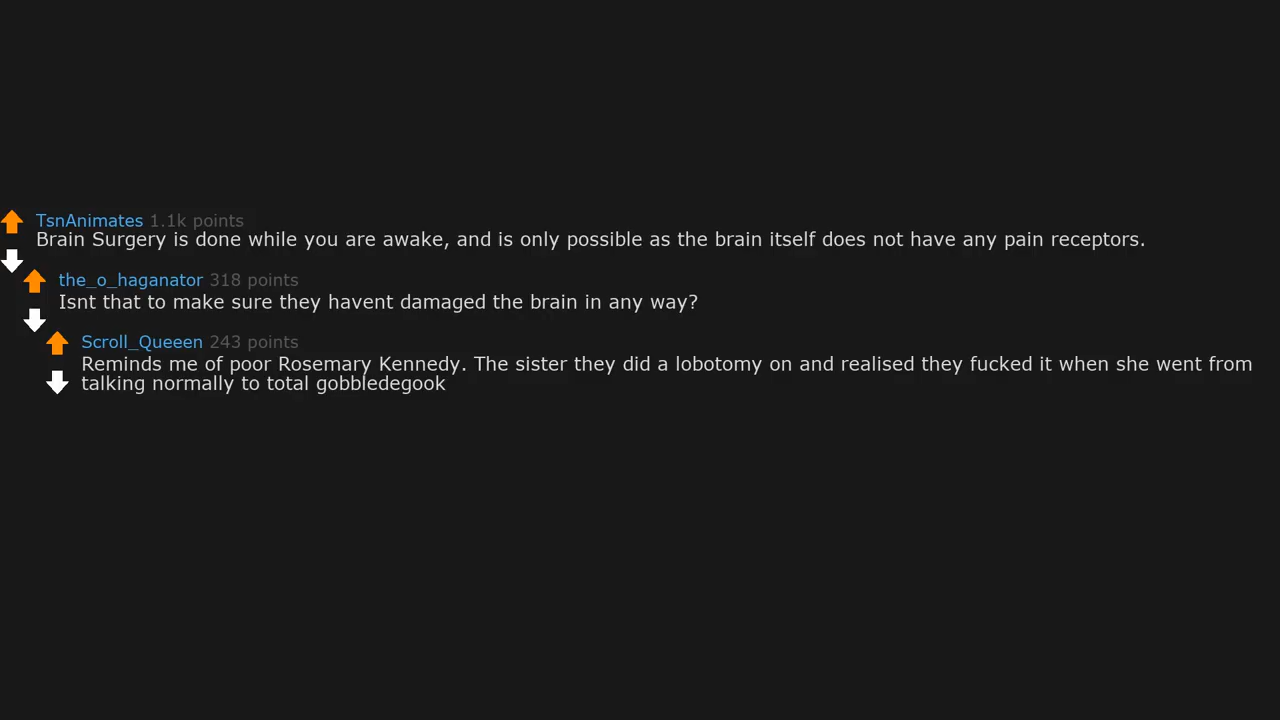 TsnAnimates 1.1k points
Brain Surgery is done while you are awake, and is only possible as the brain itself does not have any pain receptors.
the_o_haganator 318 points
Isnt that to make sure they havent damaged the brain in any way?
Scroll_Queeen 243 points
Reminds me of poor Rosemary Kennedy. The sister they did a lobotomy on and realised they fucked it when she went from
talking normally to total gobbledegook